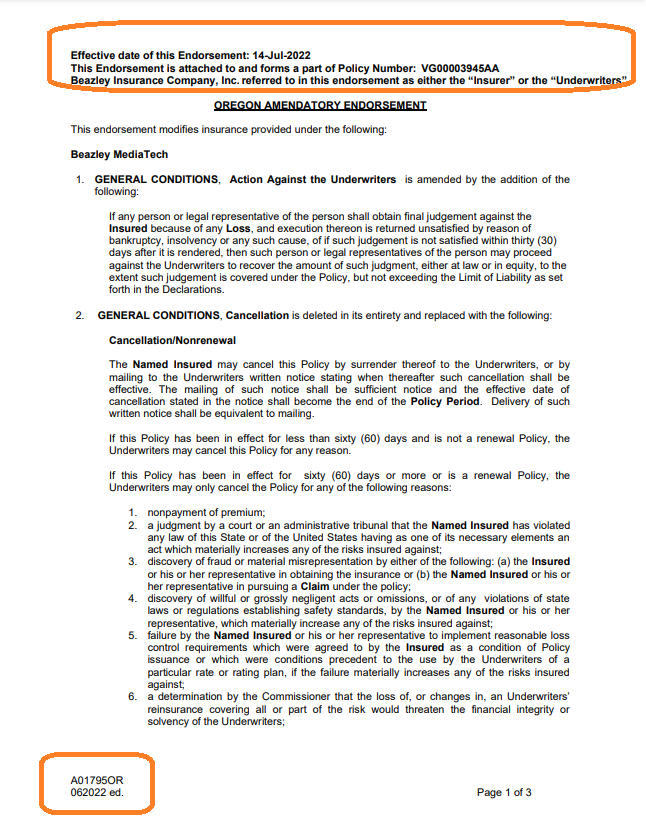 Effective date of this Endorsement: 14-Jul-2022
This Endorsement is attached to and forms a part of Policy Number: VG00003945AA
Beazley Insurance Company, Inc. referred to in this endorsement as either the “Insurer” or the “Underwriters”
OREGON AMENDATORY ENDORSEMENT
This endorsement modifies insurance provided under the following:
Beazley MediaTech
1. GENERAL CONDITIONS, Action Against the Underwriters is amended by the addition of the
following:
If any person or legal representative of the person shall obtain final judgement against the
Insured because of any Loss, and execution thereon is returned unsatisfied by reason of
bankruptcy, insolvency or any such cause, of if such judgement is not satisfied within thirty (30)
days after it is rendered, then such person or legal representatives of the person may proceed
against the Underwriters to recover the amount of such judgment, either at law or in equity, to the
extent such judgement is covered under the Policy, but not exceeding the Limit of Liability as set
forth in the Declarations.
2. GENERAL CONDITIONS, Cancellation is deleted in its entirety and replaced with the following:
Cancellation/Nonrenewal
The Named Insured may cancel this Policy by surrender thereof to the Underwriters, or by
mailing to the Underwriters written notice stating when thereafter such cancellation shall be
effective. The mailing of such notice shall be sufficient notice and the effective date of
cancellation stated in the notice shall become the end of the Policy Period. Delivery of such
written notice shall be equivalent to mailing.
If this Policy has been in effect for less than sixty (60) days and is not a renewal Policy, the
Underwriters may cancel this Policy for any reason.
If this Policy has been in effect for sixty (60) days or more or is a renewal Policy, the
Underwriters may only cancel the Policy for any of the following reasons:
1. nonpayment of premium;
2. a judgment by a court or an administrative tribunal that the Named Insured has violated
any law of this State or of the United States having as one of its necessary elements an
act which materially increases any of the risks insured against;
3. discovery of fraud or material misrepresentation by either of the following: (a) the Insured
or his or her representative in obtaining the insurance or (b) the Named Insured or his or
her representative in pursuing a Claim under the policy;
4. discovery of willful or grossly negligent acts or omissions, or of any violations of state
laws or regulations establishing safety standards, by the Named Insured or his or her
representative, which materially increase any of the risks insured against;
5. failure by the Named Insured or his or her representative to implement reasonable loss
control requirements which were agreed to by the Insured as a condition of Policy
issuance or which were conditions precedent to the use by the Underwriters of a
particular rate or rating plan, if the failure materially increases any of the risks insured
against;
6. a determination by the Commissioner that the loss of, or changes in, an Underwriters’
reinsurance covering all or part of the risk would threaten the financial integrity or
solvency of the Underwriters;
A01795OR
062022 ed.
Page 1 of 3